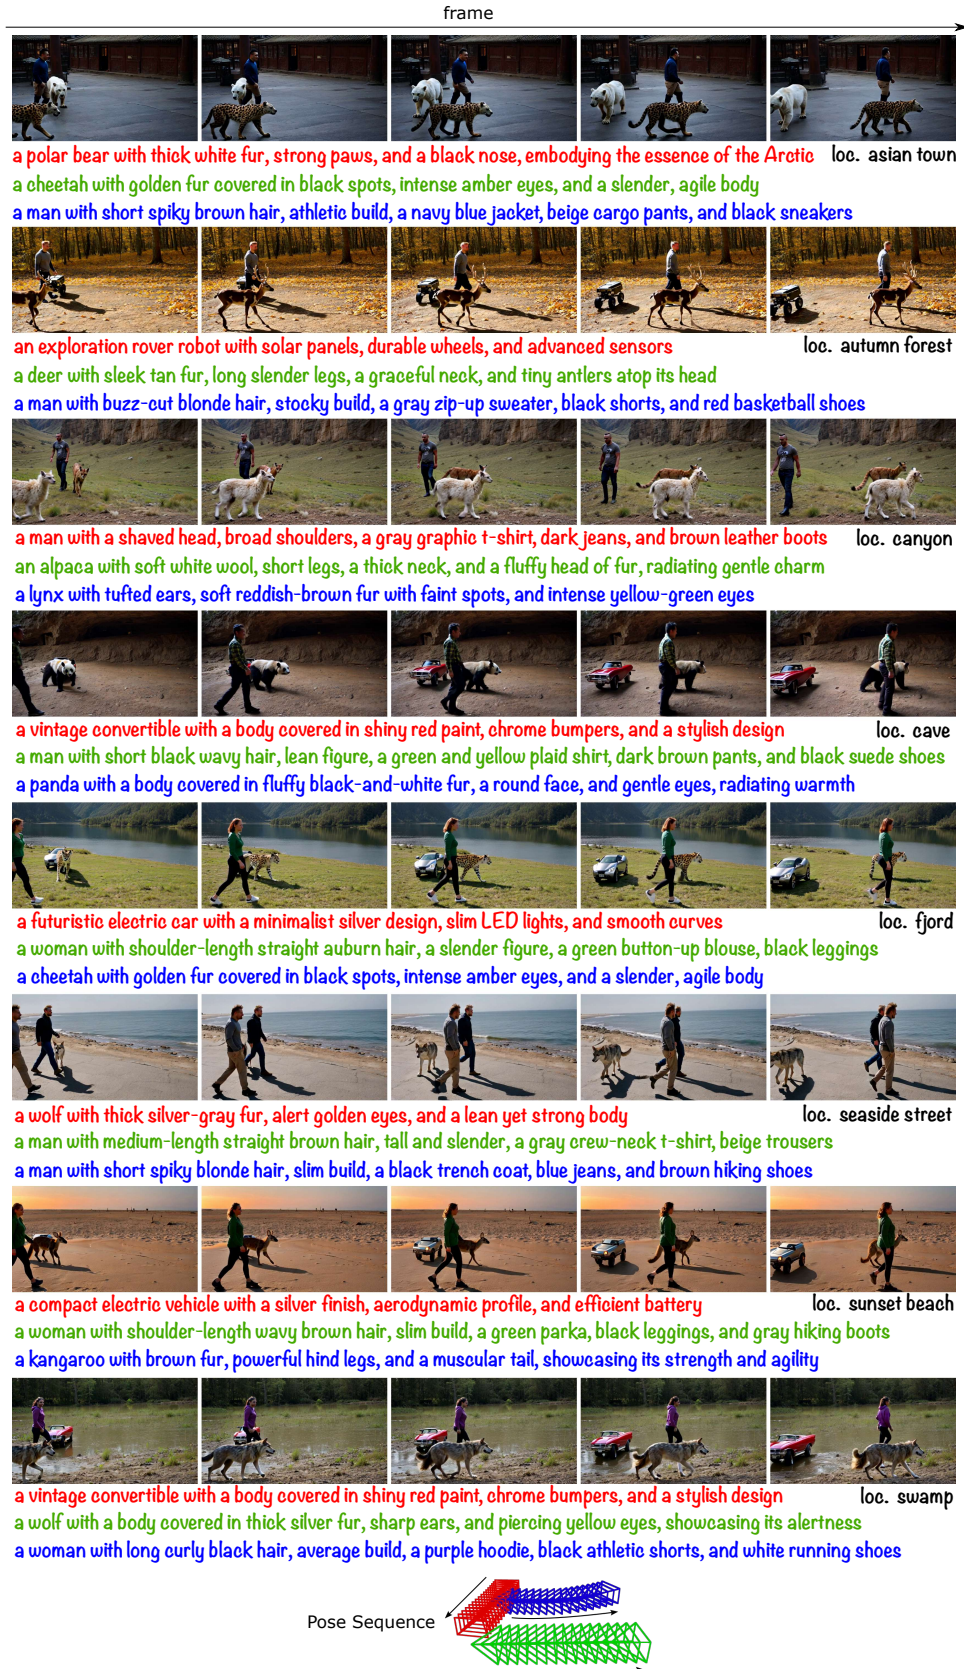 frame
a polar bear with thick white fur, strong paws, and a black nose, embodying the essence of the Arctic loc. asian town
a cheetah with golden fur covered in black spots, intense amber eyes, and a slender, agile body
a man with short spiky brown hair, athletic build, a navy blue jacket, beige cargo pants, and black sneakers
an exploration rover robot with solar panels, durable wheels, and advanced sensors loc. autumn forest
a deer with sleek tan fur, long slender legs, a graceful neck, and tiny antlers atop its head
a man with buzz-cut blonde hair, stocky build, a gray zip-up sweater, black shorts, and red basketball shoes
a man with a shaved head, broad shoulders, a gray graphic t-shirt, dark jeans, and brown leather boots loc. canyon
an alpaca with soft white wool, short legs, a thick neck, and a fluffy head of fur, radiating gentle charm
a lynx with tufted ears, soft reddish-brown fur with faint spots, and intense yellow-green eyes
a vintage convertible with a body covered in shiny red paint, chrome bumpers, and a stylish design loc. cave
a man with short black wavy hair, lean figure, a green and yellow plaid shirt, dark brown pants, and black suede shoes
a panda with a body covered in fluffy black-and-white fur, a round face, and gentle eyes, radiating warmth
a futuristic electric car with a minimalist silver design, slim LED lights, and smooth curves loc. fjord
a woman with shoulder-length straight auburn hair, a slender figure, a green button-up blouse, black leggings
a cheetah with golden fur covered in black spots, intense amber eyes, and a slender, agile body
a wolf with thick silver-gray fur, alert golden eyes, and a lean yet strong body loc. seaside street
a man with medium-length straight brown hair, tall and slender, a gray crew-neck t-shirt, beige trousers
a man with short spiky blonde hair, slim build, a black trench coat, blue jeans, and brown hiking shoes
a compact electric vehicle with a silver finish, aerodynamic profile, and efficient battery loc. sunset beach
a woman with shoulder-length wavy brown hair, slim build, a green parka, black leggings, and gray hiking boots
a kangaroo with brown fur, powerful hind legs, and a muscular tail, showcasing its strength and agility
a vintage convertible with a body covered in shiny red paint, chrome bumpers, and a stylish design loc. swamp
a wolf with a body covered in thick silver fur, sharp ears, and piercing yellow eyes, showcasing its alertness
a woman with long curly black hair, average build, a purple hoodie, black athletic shorts, and white running shoes
Pose Sequence